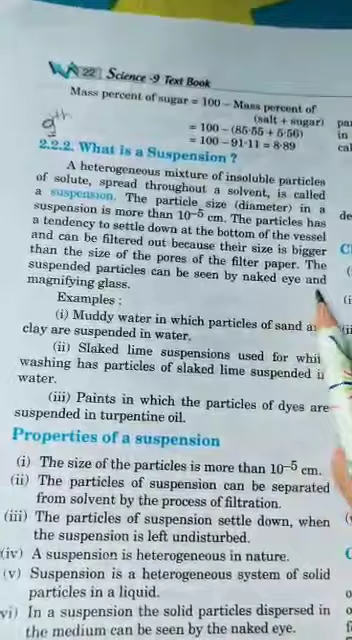 22 Science-9 Text Book
Mass percent of sugar = 100 – Mass percent of
(salt + sugar)
= 100 – (85·55 + 5·56)
= 100 – 91·11 = 8·89
9th
2.2.2. What is a Suspension ?
A heterogeneous mixture of insoluble particles
of solute, spread throughout a solvent, is called
a suspension. The particle size (diameter) in a
suspension is more than 10⁻⁵ cm. The particles has
a tendency to settle down at the bottom of the vessel
and can be filtered out because their size is bigger
than the size of the pores of the filter paper. The
suspended particles can be seen by naked eye and
magnifying glass.
Examples :
(i) Muddy water in which particles of sand a
clay are suspended in water.
(ii) Slaked lime suspensions used for whit
washing has particles of slaked lime suspended i
water.
(iii) Paints in which the particles of dyes are
suspended in turpentine oil.
Properties of a suspension
(i) The size of the particles is more than 10⁻⁵ cm.
(ii) The particles of suspension can be separated
from solvent by the process of filtration.
(iii) The particles of suspension settle down, when
the suspension is left undisturbed.
(iv) A suspension is heterogeneous in nature.
(v) Suspension is a heterogeneous system of solid
particles in a liquid.
vi) In a suspension the solid particles dispersed in
the medium can be seen by the naked eye.